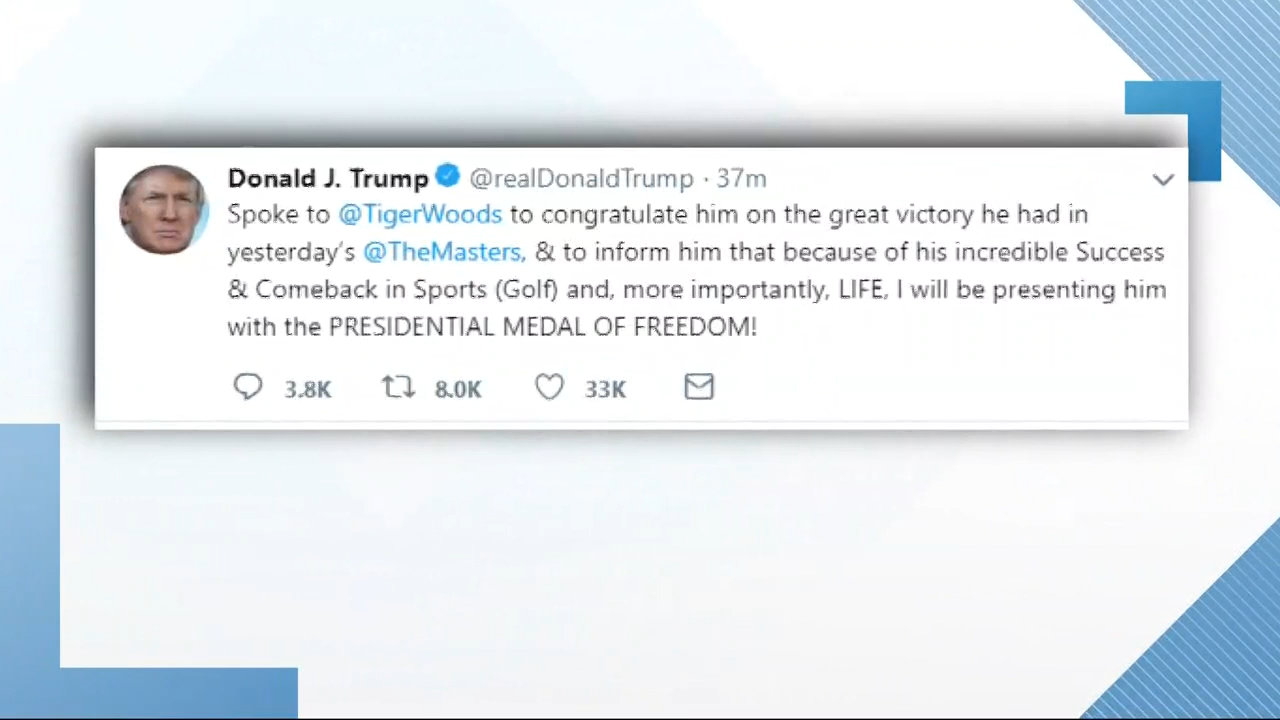 Donald J. Trump @realDonaldTrump · 37m
Spoke to @TigerWoods to congratulate him on the great victory he had in
yesterday's @TheMasters, & to inform him that because of his incredible Success
& Comeback in Sports (Golf) and, more importantly, LIFE, I will be presenting him
with the PRESIDENTIAL MEDAL OF FREEDOM!
3.8K 8.0K 33K